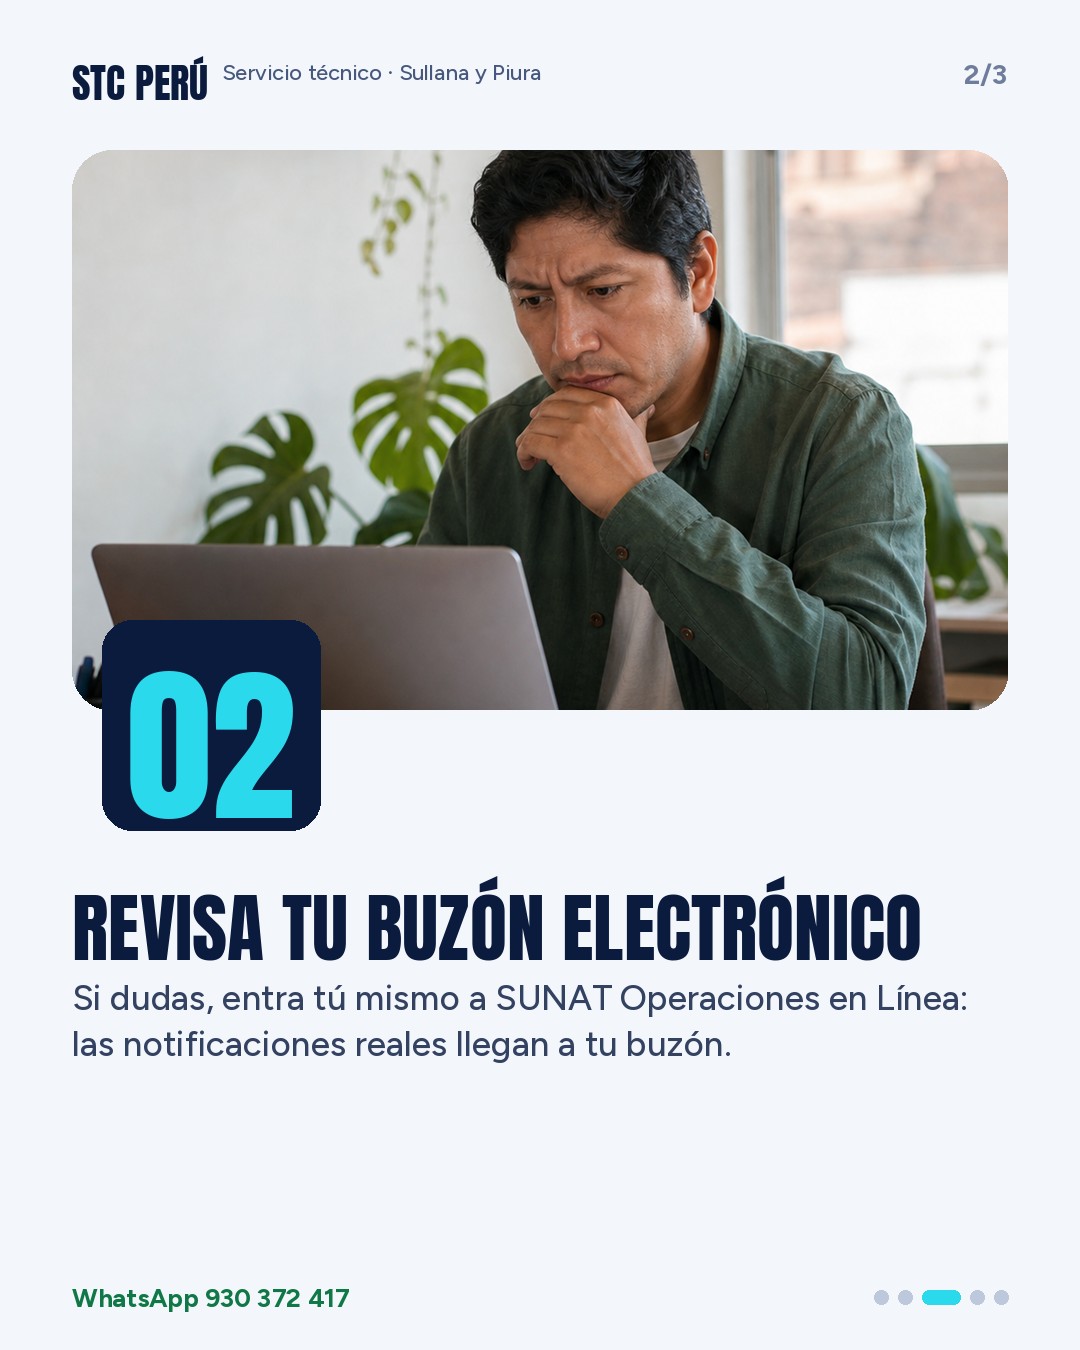 STC PERÚ
Servicio técnico · Sullana y Piura
2/3
02
REVISA TU BUZÓN ELECTRÓNICO
Si dudas, entra tú mismo a SUNAT Operaciones en Línea:
las notificaciones reales llegan a tu buzón.
WhatsApp 930 372 417